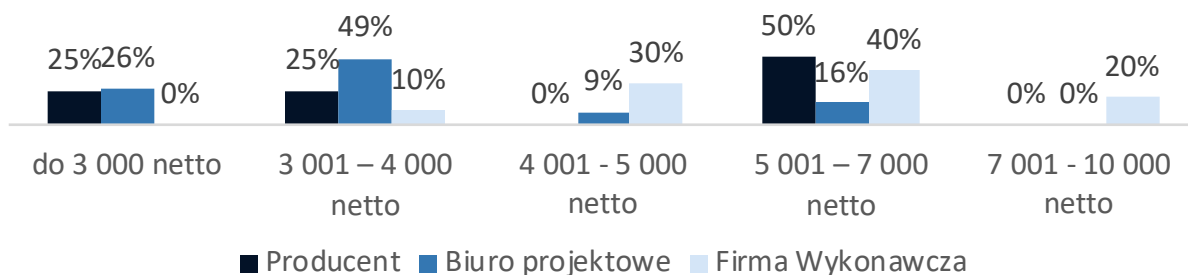 25% 26% 0%
25% 49% 10%
0% 9% 30%
50% 16% 40%
0% 0% 20%
do 3 000 netto
3 001 – 4 000
netto
4 001 - 5 000
netto
5 001 – 7 000
netto
7 001 - 10 000
netto
Producent Biuro projektowe Firma Wykonawcza